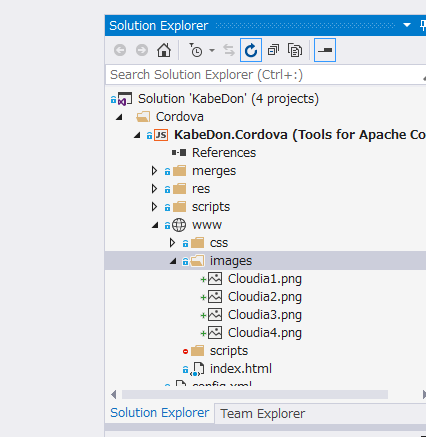 Solution Explorer
Search Solution Explorer (Ctrl+:)
Solution 'KabeDon' (4 projects)
Cordova
JS KabeDon.Cordova (Tools for Apache Co
References
merges
res
scripts
www
css
images
Cloudia1.png
Cloudia2.png
Cloudia3.png
Cloudia4.png
scripts
index.html
config.xml
Solution Explorer Team Explorer